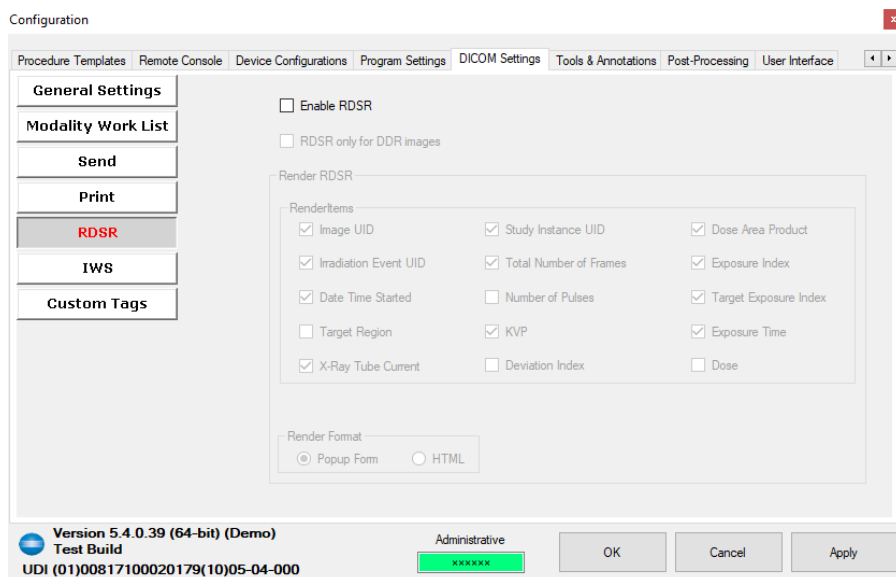 Configuration
x
Procedure Templates Remote Console Device Configurations Program Settings DICOM Settings Tools & Annotations Post-Processing User Interface
General Settings
Modality Work List
Send
Print
RDSR
IWS
Custom Tags
Enable RDSR
RDSR only for DDR images
Render RDSR
RenderItems
Image UID Study Instance UID Dose Area Product
Irradiation Event UID Total Number of Frames Exposure Index
Date Time Started Number of Pulses Target Exposure Index
Target Region KVP Exposure Time
X-Ray Tube Current Deviation Index Dose
Render Format
Popup Form HTML
Version 5.4.0.39 (64-bit) (Demo)
Test Build
UDI (01)00817100020179(10)05-04-000
Administrative
××××××
OK Cancel Apply